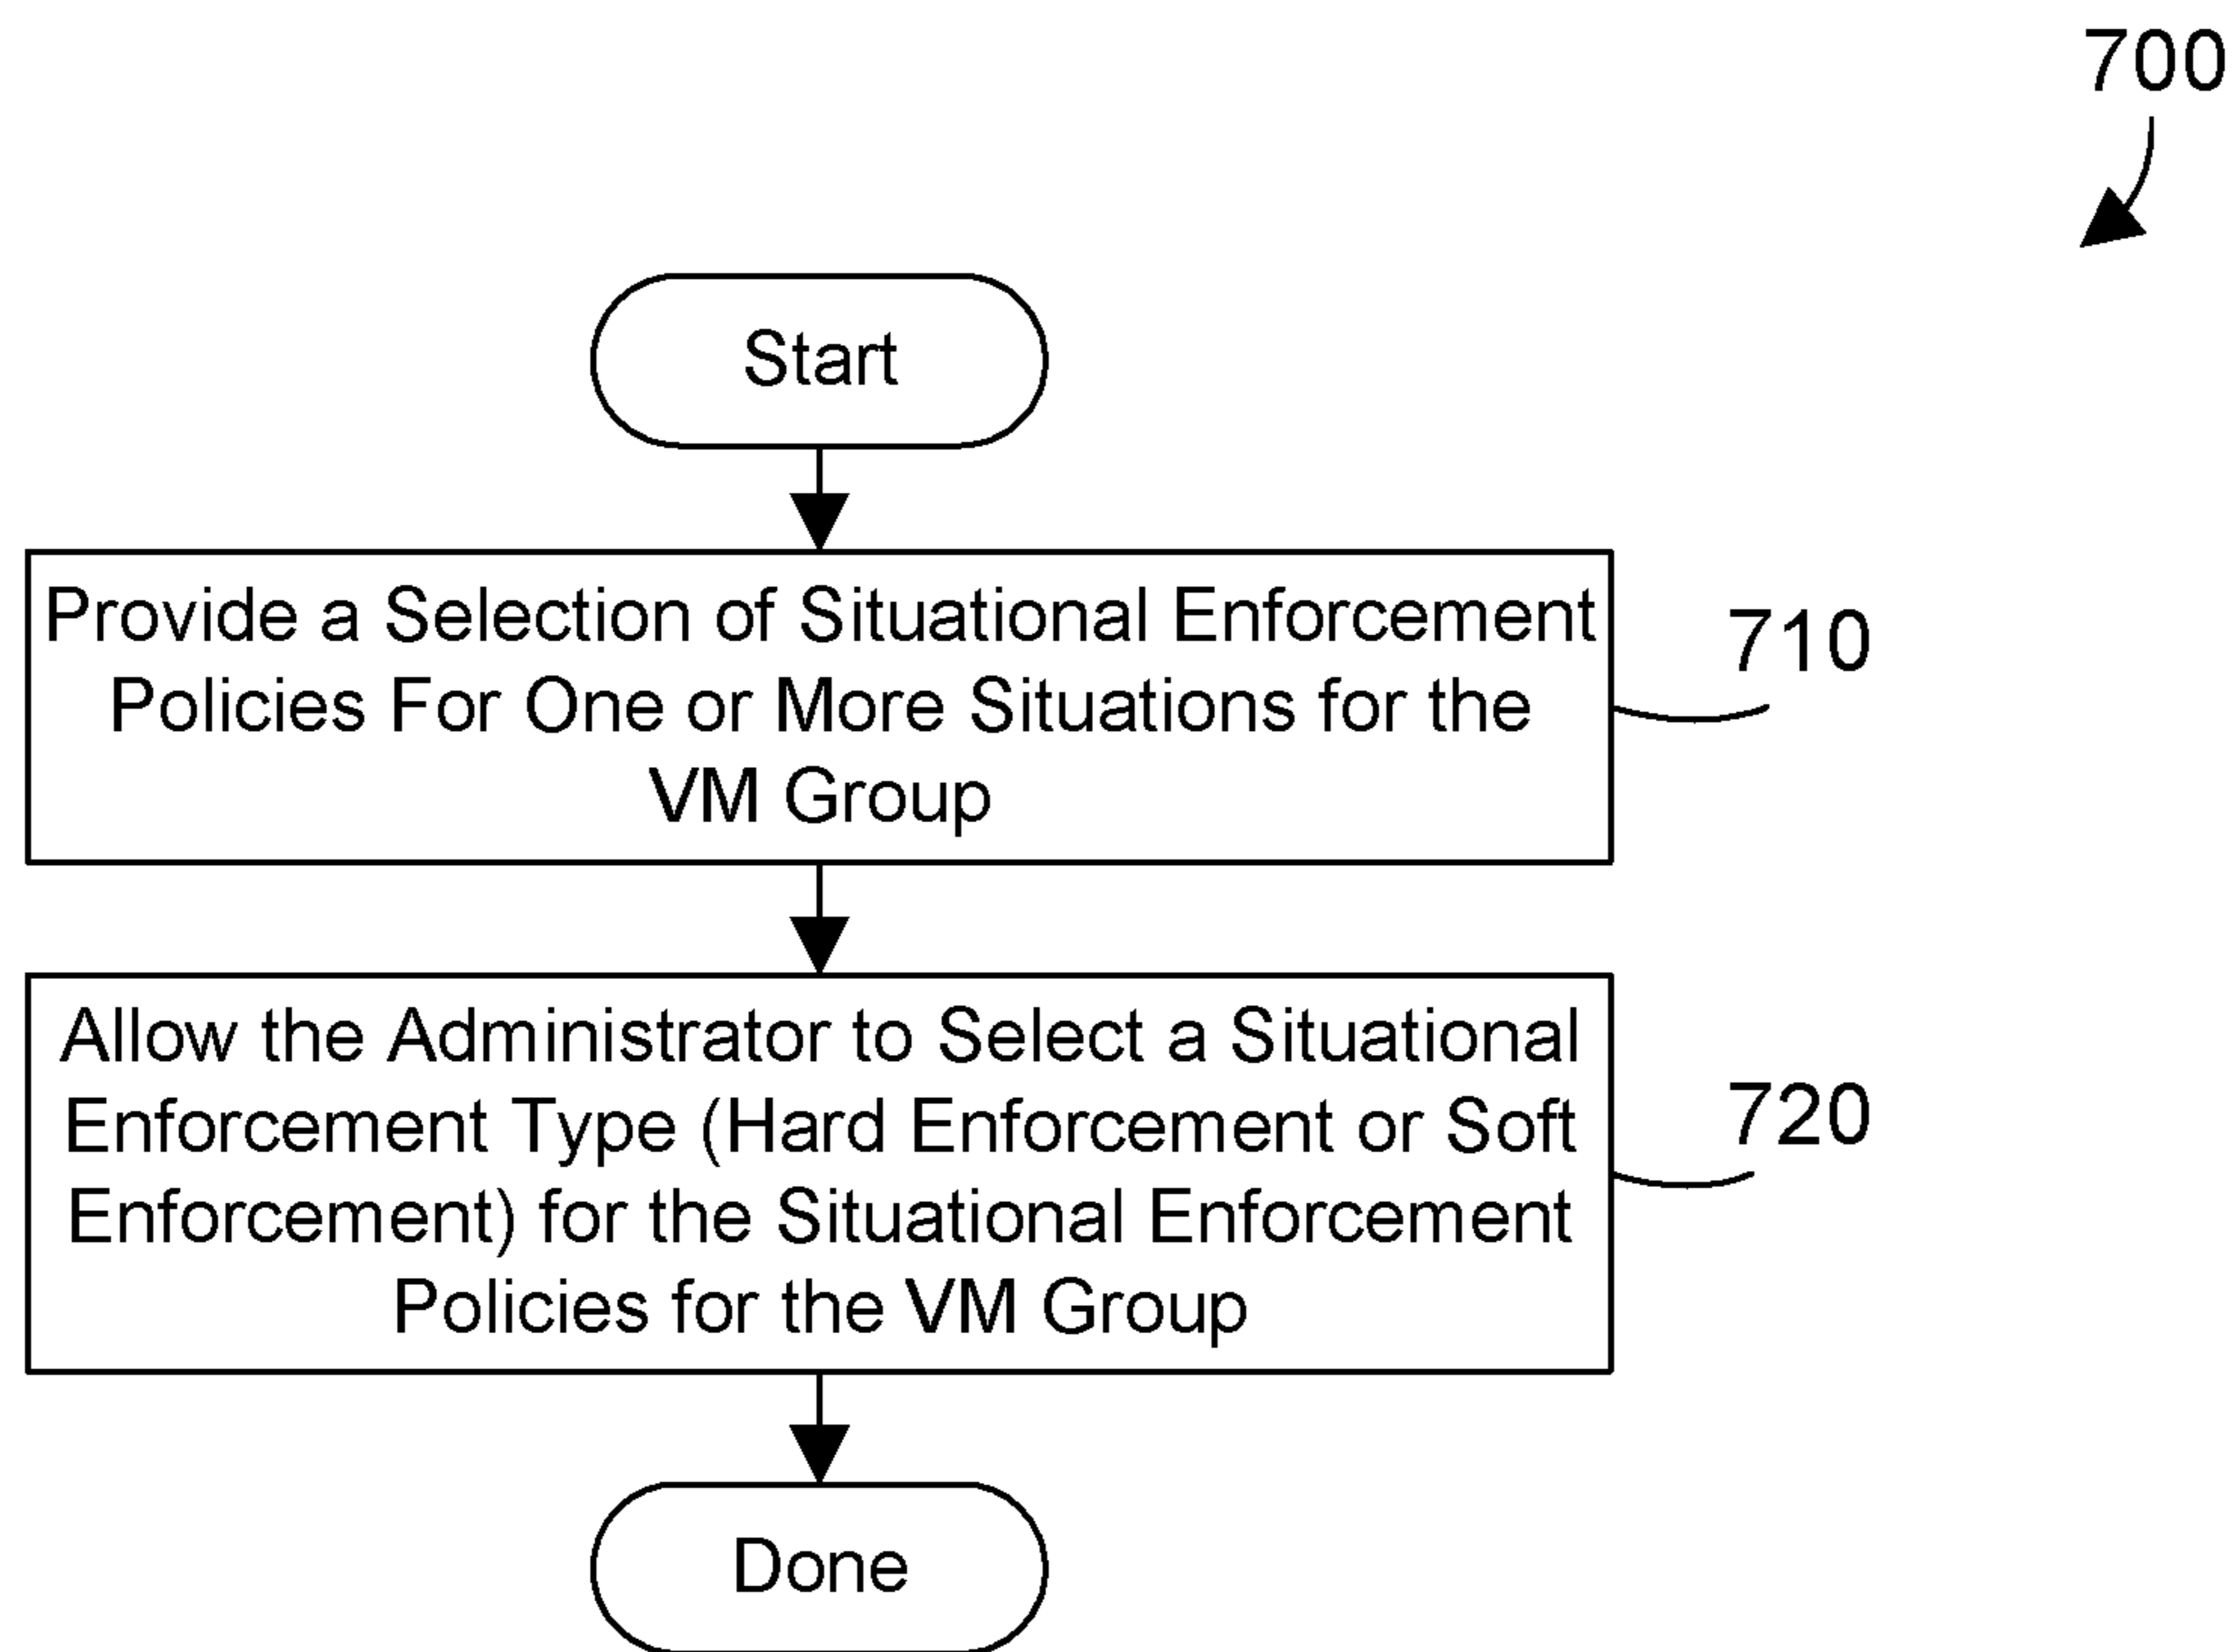 700
Start
Provide a Selection of Situational Enforcement
Policies For One or More Situations for the
VM Group
710
Allow the Administrator to Select a Situational
Enforcement Type (Hard Enforcement or Soft
Enforcement) for the Situational Enforcement
Policies for the VM Group
720
Done